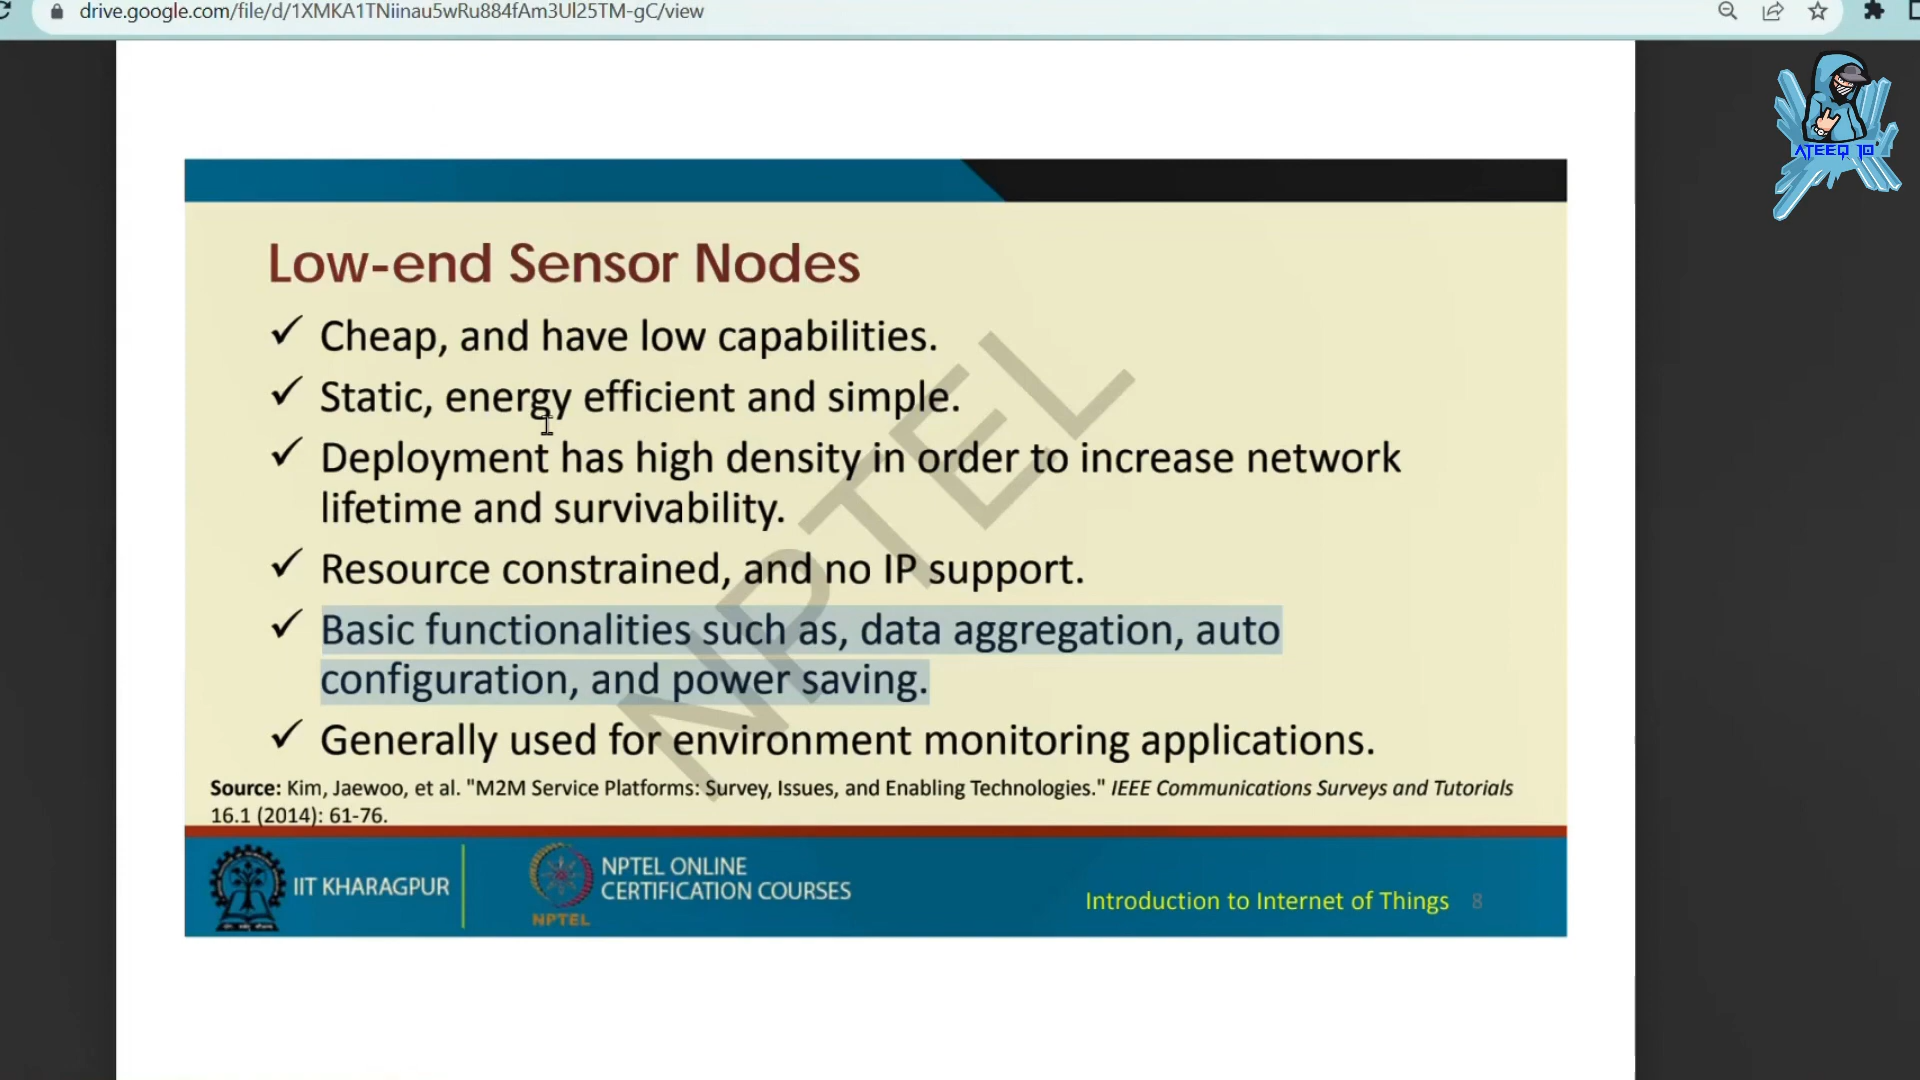 drive.google.com/file/d/1XMKA1TNiinau5wRu884fAm3Ul25TM-gC/view
ATEEQ 10
Low-end Sensor Nodes
✓ Cheap, and have low capabilities.
✓ Static, energy efficient and simple.
✓ Deployment has high density in order to increase network
lifetime and survivability.
✓ Resource constrained, and no IP support.
✓ Basic functionalities such as, data aggregation, auto
configuration, and power saving.
✓ Generally used for environment monitoring applications.
NPTEL
Source: Kim, Jaewoo, et al. "M2M Service Platforms: Survey, Issues, and Enabling Technologies." IEEE Communications Surveys and Tutorials
16.1 (2014): 61-76.
IIT KHARAGPUR
NPTEL
NPTEL ONLINE
CERTIFICATION COURSES
Introduction to Internet of Things 8